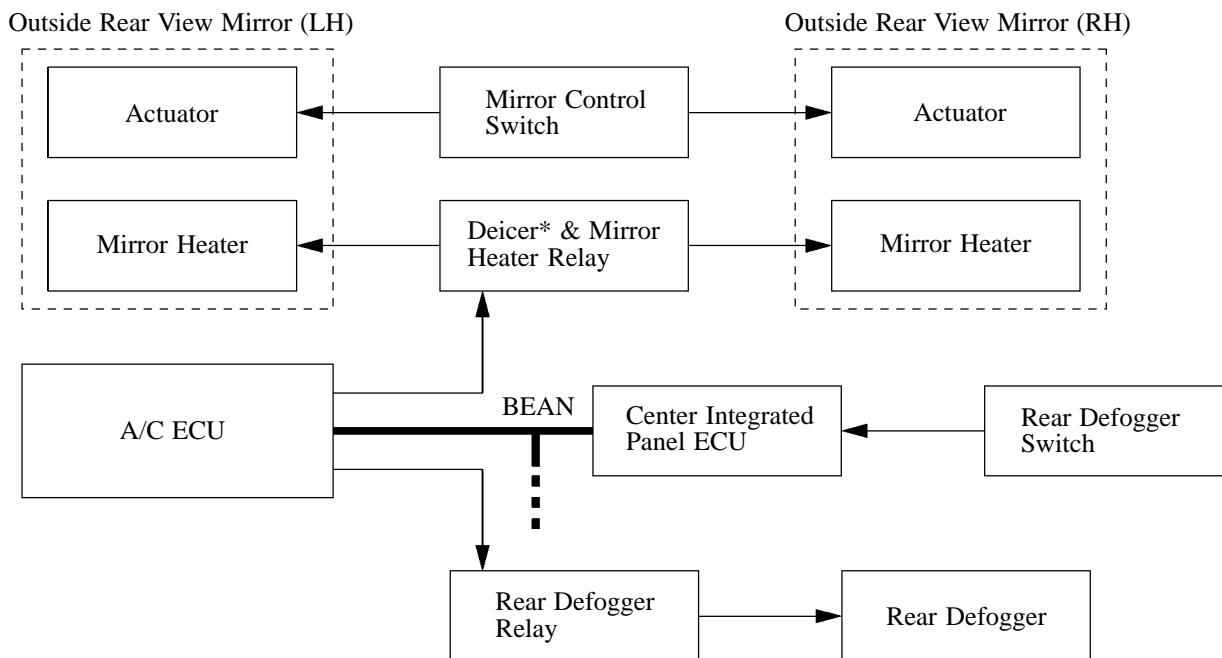 Outside Rear View Mirror (LH)
Outside Rear View Mirror (RH)
Actuator
Mirror Control
Switch
Actuator
Mirror Heater
Deicer* & Mirror
Heater Relay
Mirror Heater
A/C ECU
BEAN
Center Integrated
Panel ECU
Rear Defogger
Switch
Rear Defogger
Relay
Rear Defogger